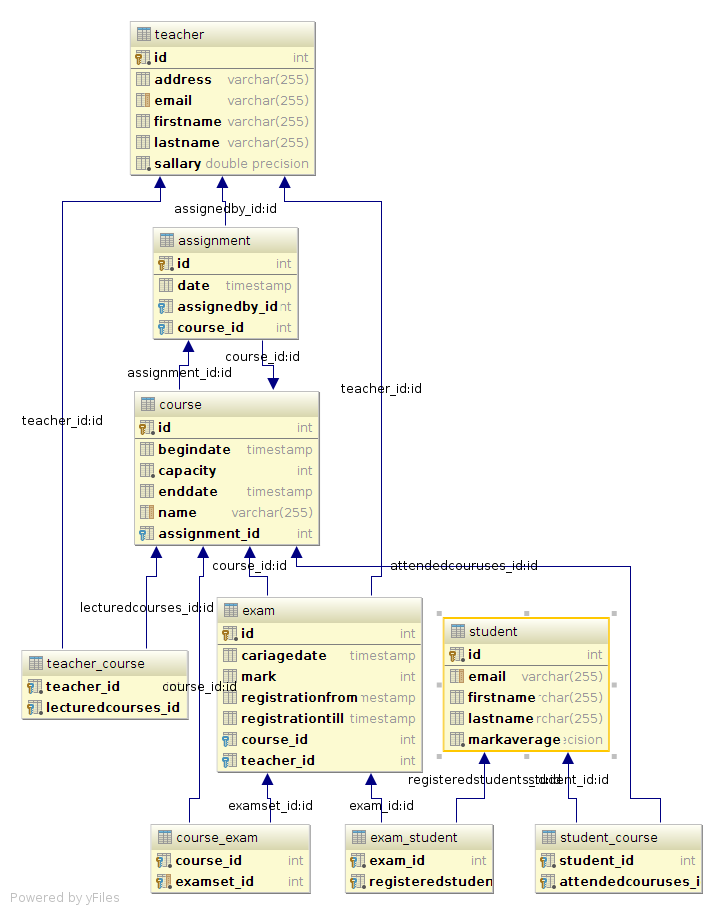 teacher
id int
address varchar(255)
email varchar(255)
firstname varchar(255)
lastname varchar(255)
sallary double precision
assignedby_id:id
assignment
id int
date timestamp
assignedby_id nt
course_id int
course_id:id
assignment_id:id
teacher_id:id
teacher_id:id
course
id int
begindate timestamp
capacity int
enddate timestamp
name varchar(255)
assignment_id int
course_id:id
attendedcouruses_id:id
lecturedcourses_id:id
exam
id int
cariagedate timestamp
mark int
registrationfrom mestamp
registrationtill timestamp
course_id int
teacher_id int
student
id int
email varchar(255)
firstname rchar(255)
lastname rchar(255)
markaverage ecision
teacher_course
teacher_id
lecturedcourses_id
course_id:id
registeredstudents_id:id
student_id:id
examset_id:id
exam_id:id
course_exam
course_id int
examset_id int
exam_student
exam_id int
registeredstuden
student_course
student_id int
attendedcouruses_i
Powered by yFiles